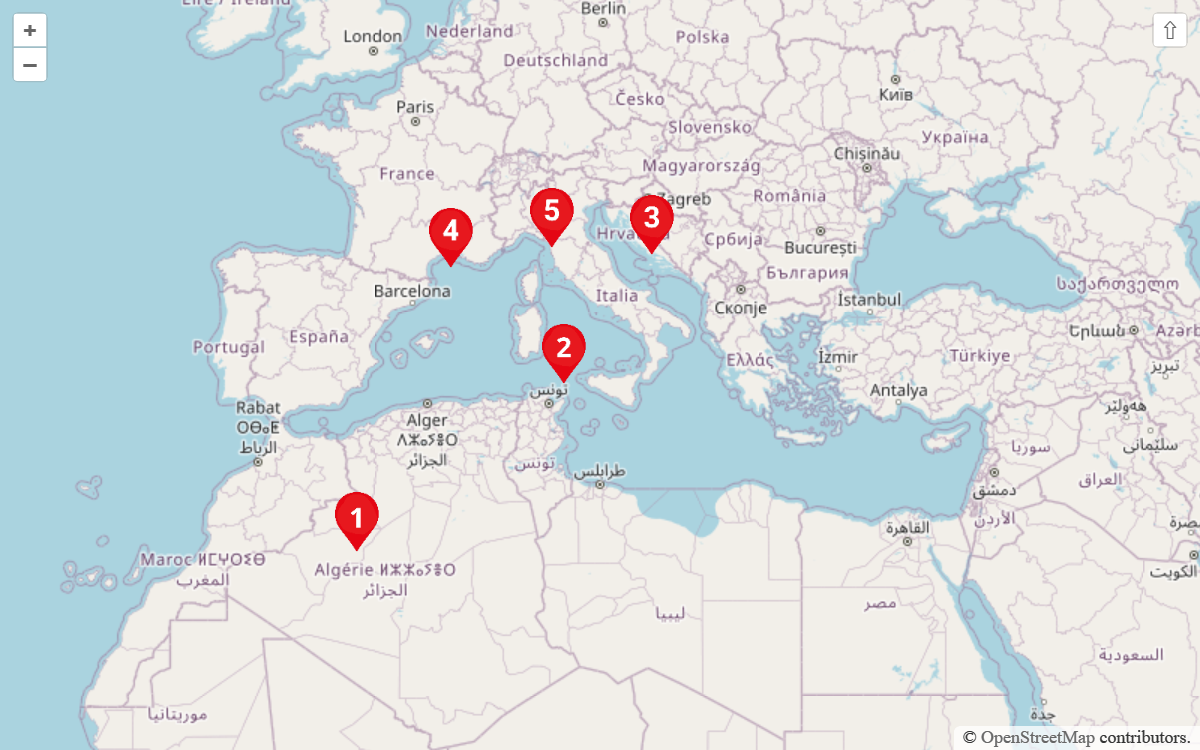 Éire / Ireland
+
−
⇧
London
Nederland
Berlin
Polska
Deutschland
Paris
Česko
Київ
Slovensko
Україна
Chișinău
France
Magyarország
5
Zagreb
România
4
3
Hrvatska
Србија
București
България
Barcelona
Italia
İstanbul
Скопје
საქართველო
España
Portugal
2
Ελλάς
İzmir
Türkiye
Երևան
Azərb
تبریز
تونس
Antalya
Rabat
ⵔⴱⴰⵟ
الرباط
Alger
ⴷⵣⴰⵢⴻⵔ
الجزائر
ھەولێر
سلێمانی
سوريا
تونس
طرابلس
دمشق
العراق
1
الأردن
القاهرة
بصرة
Maroc ⵍⵎⵖⵔⵉⴱ
المغرب
Algérie ⵍⵣⵣⴰⵢⴻⵔ
الجزائر
الكويت
ليبيا
مصر
السعودية
موريتانيا
جدة
© OpenStreetMap contributors.